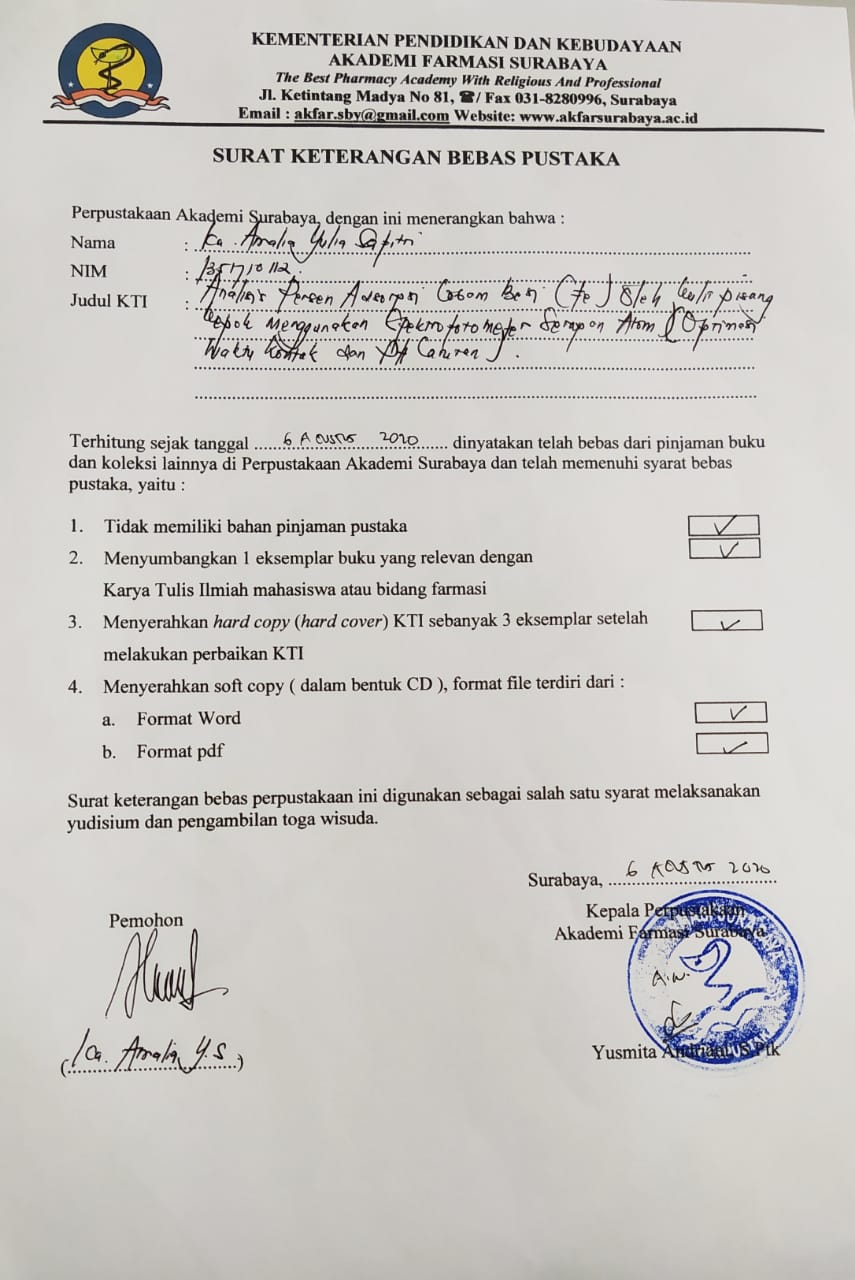 KEMENTERIAN PENDIDIKAN DAN KEBUDAYAAN
AKADEMI FARMASI SURABAYA
The Best Pharmacy Academy With Religious And Professional
Jl. Ketintang Madya No 81, ☎/ Fax 031-8280996, Surabaya
Email : akfar.sby@gmail.com Website: www.akfarsurabaya.ac.id
SURAT KETERANGAN BEBAS PUSTAKA
Perpustakaan Akademi Surabaya, dengan ini menerangkan bahwa :
Nama : Ica Amalia Yulia Safitri
NIM :
Judul KTI : Analisis Persen Adsorpsi Logam Besi (Fe) Oleh kulit pisang
kepok Menggunakan Spektrofotometer Serapan Atom (Optimasi
Waktu Kontak dan pH Cairan).
Terhitung sejak tanggal ...... 6 Agustus 2020 ...... dinyatakan telah bebas dari pinjaman buku
dan koleksi lainnya di Perpustakaan Akademi Surabaya dan telah memenuhi syarat bebas
pustaka, yaitu :
1. Tidak memiliki bahan pinjaman pustaka ✓
2. Menyumbangkan 1 eksemplar buku yang relevan dengan ✓
Karya Tulis Ilmiah mahasiswa atau bidang farmasi
3. Menyerahkan hard copy (hard cover) KTI sebanyak 3 eksemplar setelah ✓
melakukan perbaikan KTI
4. Menyerahkan soft copy ( dalam bentuk CD ), format file terdiri dari :
a. Format Word ✓
b. Format pdf ✓
Surat keterangan bebas perpustakaan ini digunakan sebagai salah satu syarat melaksanakan
yudisium dan pengambilan toga wisuda.
Surabaya, 6 Agustus 2020
Kepala Perpustakaan
Akademi Farmasi Surabaya
Pemohon
a.n.
(Ica Amalia Y.S)
Yusmita Andriani, S.Ptk